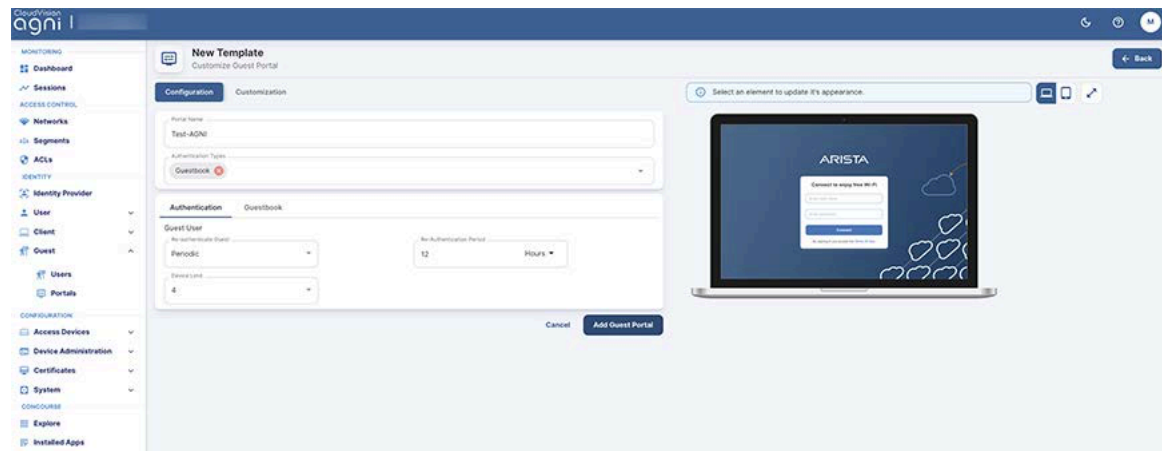 CloudVision
agni |
M
MONITORING
Dashboard
Sessions
ACCESS CONTROL
Networks
Segments
ACLs
IDENTITY
Identity Provider
User
Client
Guest
Users
Portals
CONFIGURATION
Access Devices
Device Administration
Certificates
System
CONCOURSE
Explore
Installed Apps
New Template
Customize Guest Portal
Back
Configuration
Customization
Portal Name
Test-AGNI
Authentication Types
Guestbook
Authentication
Guestbook
Guest User
Re-authenticate Guest
Periodic
Re-Authentication Period
12
Hours
Device Limit
4
Cancel
Add Guest Portal
Select an element to update it's appearance.
ARISTA
Connect to enjoy free Wi-Fi
Connect